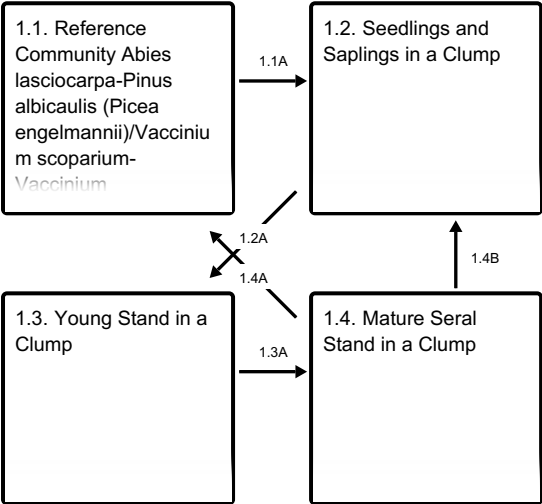 1.1. Reference
Community Abies
lasciocarpa-Pinus
albicaulis (Picea
engelmannii)/Vacciniu
m scoparium-
Vaccinium
1.1A
1.2. Seedlings and
Saplings in a Clump
1.2A
1.4A
1.4B
1.3. Young Stand in a
Clump
1.3A
1.4. Mature Seral
Stand in a Clump